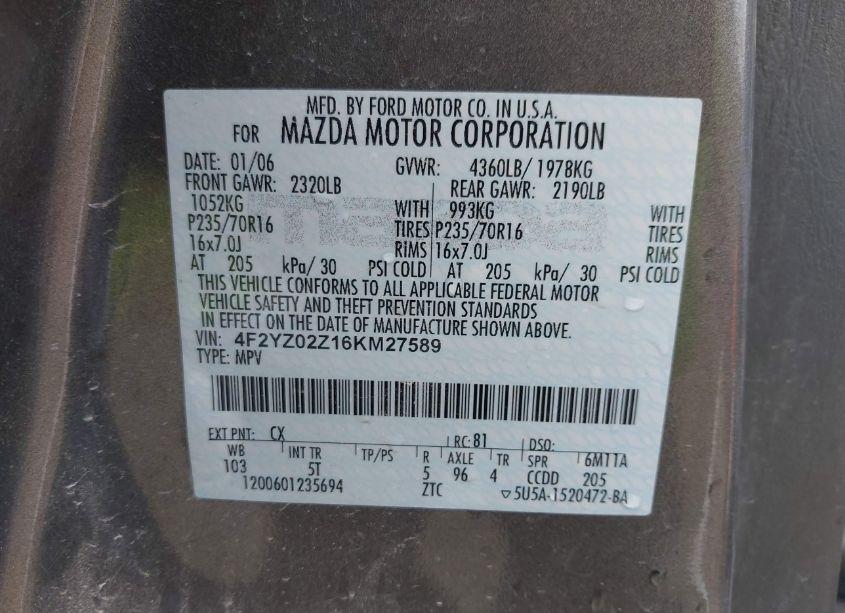 MFD. BY FORD MOTOR CO. IN U.S.A.
FOR MAZDA MOTOR CORPORATION
DATE: 01/06 GVWR: 4360LB/ 1978KG
FRONT GAWR: 2320LB REAR GAWR: 2190LB
1052KG WITH 993KG WITH
P235/70R16 TIRES P235/70R16 TIRES
16x7.0J RIMS 16x7.0J RIMS
AT 205 kPa/ 30 PSI COLD AT 205 kPa/ 30 PSI COLD
THIS VEHICLE CONFORMS TO ALL APPLICABLE FEDERAL MOTOR
VEHICLE SAFETY AND THEFT PREVENTION STANDARDS
IN EFFECT ON THE DATE OF MANUFACTURE SHOWN ABOVE.
VIN: 4F2YZ02Z16KM27589
TYPE: MPV
EXT PNT: CX RC: 81 DSO:
WB INT TR TP/PS R AXLE TR SPR 6M11A
103 5T 5 96 4 CCDD 205
1200601235694 ZTC ▽5U5A-1520472-BA